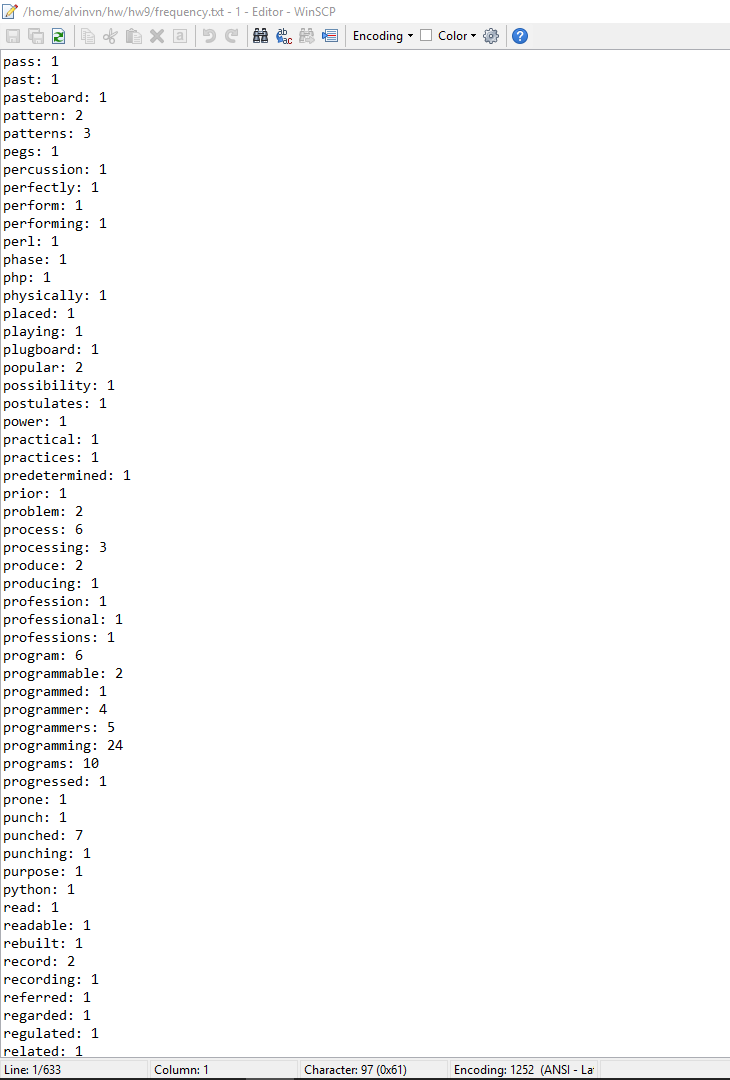 /home/alvinvn/hw/hw9/frequency.txt - 1 - Editor - WinSCP
Encoding Color
pass: 1
past: 1
pasteboard: 1
pattern: 2
patterns: 3
pegs: 1
percussion: 1
perfectly: 1
perform: 1
performing: 1
perl: 1
phase: 1
php: 1
physically: 1
placed: 1
playing: 1
plugboard: 1
popular: 2
possibility: 1
postulates: 1
power: 1
practical: 1
practices: 1
predetermined: 1
prior: 1
problem: 2
process: 6
processing: 3
produce: 2
producing: 1
profession: 1
professional: 1
professions: 1
program: 6
programmable: 2
programmed: 1
programmer: 4
programmers: 5
programming: 24
programs: 10
progressed: 1
prone: 1
punch: 1
punched: 7
punching: 1
purpose: 1
python: 1
read: 1
readable: 1
rebuilt: 1
record: 2
recording: 1
referred: 1
regarded: 1
regulated: 1
related: 1
Line: 1/633 Column: 1 Character: 97 (0x61) Encoding: 1252 (ANSI - La